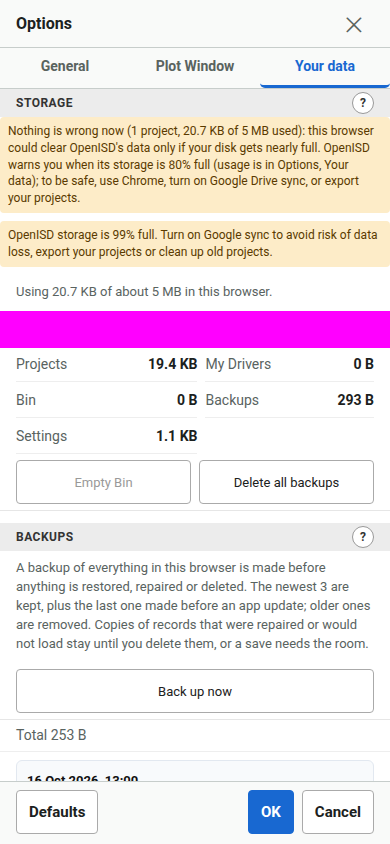 Options
General
Plot Window
Your data
STORAGE
?
Nothing is wrong now (1 project, 20.7 KB of 5 MB used): this browser
could clear OpenISD's data only if your disk gets nearly full. OpenISD
warns you when its storage is 80% full (usage is in Options, Your
data); to be safe, use Chrome, turn on Google Drive sync, or export
your projects.
OpenISD storage is 99% full. Turn on Google sync to avoid risk of data
loss, export your projects or clean up old projects.
Using 20.7 KB of about 5 MB in this browser.
Projects 19.4 KB My Drivers 0 B
Bin 0 B Backups 293 B
Settings 1.1 KB
Empty Bin
Delete all backups
BACKUPS
?
A backup of everything in this browser is made before
anything is restored, repaired or deleted. The newest 3 are
kept, plus the last one made before an app update; older ones
are removed. Copies of records that were repaired or would
not load stay until you delete them, or a save needs the room.
Back up now
Total 253 B
16 Oct 2026, 13:00
Defaults
OK
Cancel